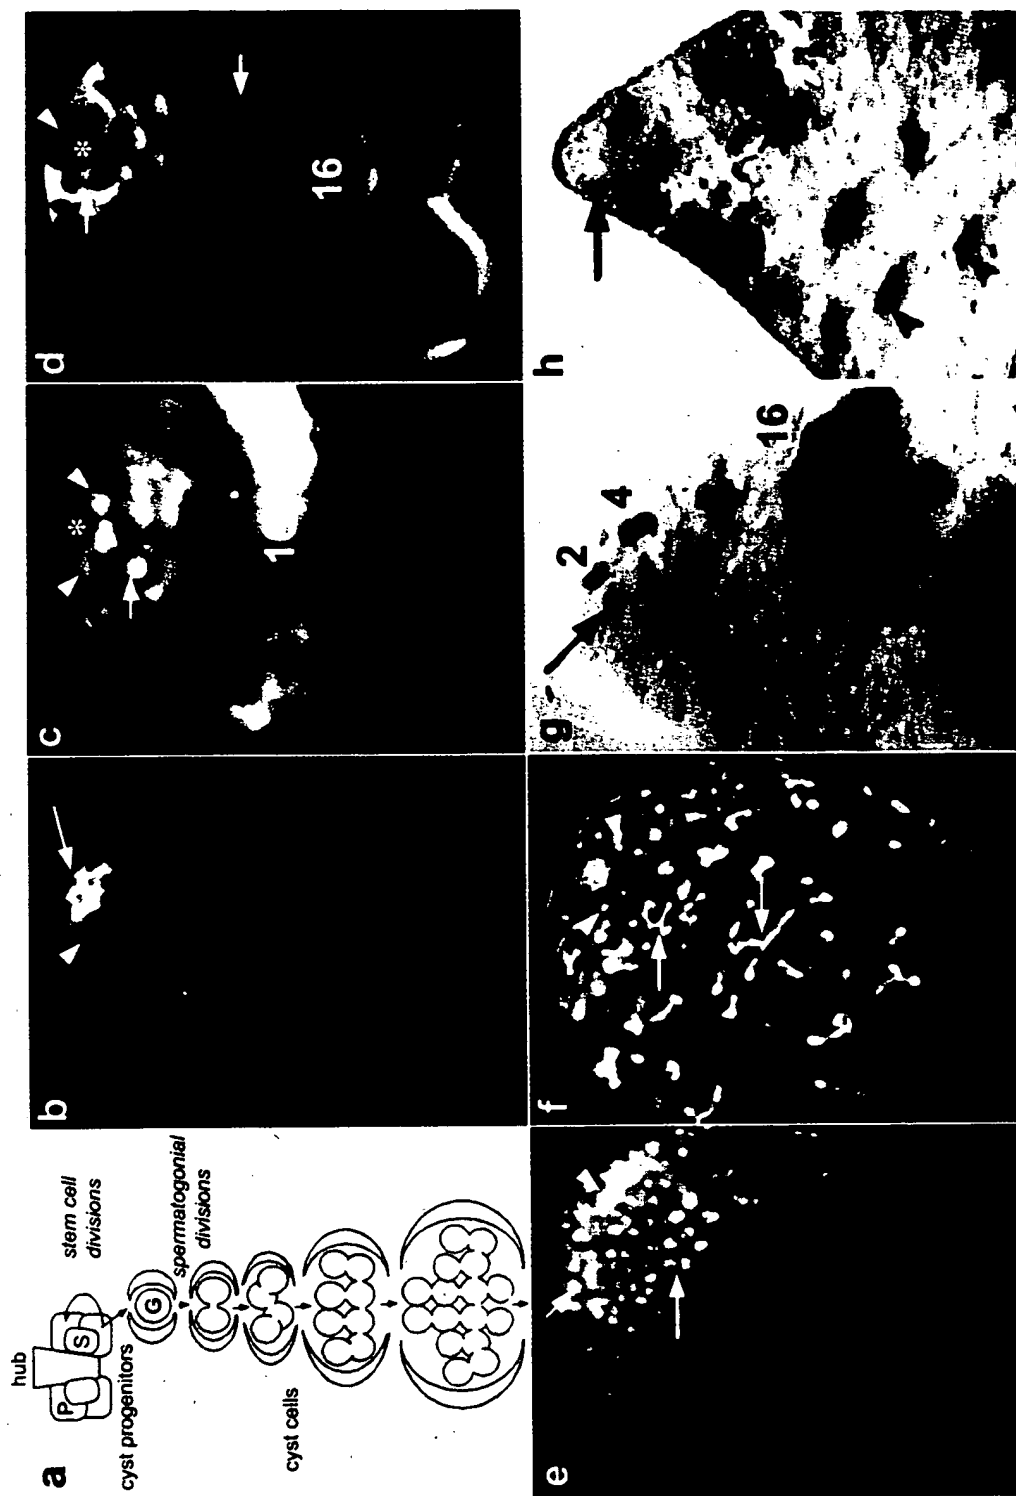 a
hub
P
S
stem cell
divisions
cyst progenitors
G
spermatogonial
divisions
cyst cells
b
c
1
*
d
*
16
e
f
g
2
4
16
h